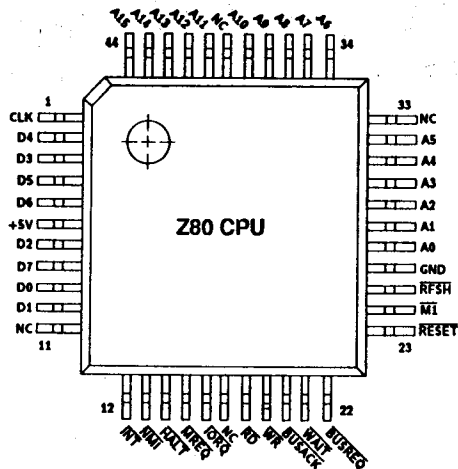 A15
A14
A13
A12
A11
NC
A10
A9
A8
A7
A6
44
34
1
33
CLK
D4
D3
D5
D6
+5V
D2
D7
D0
D1
NC
11
Z80 CPU
NC
A5
A4
A3
A2
A1
A0
GND
RFSH
M1
RESET
23
12
22
INT
NMI
HALT
MREQ
IORQ
NC
RD
WR
BUSACK
WAIT
BUSREQ